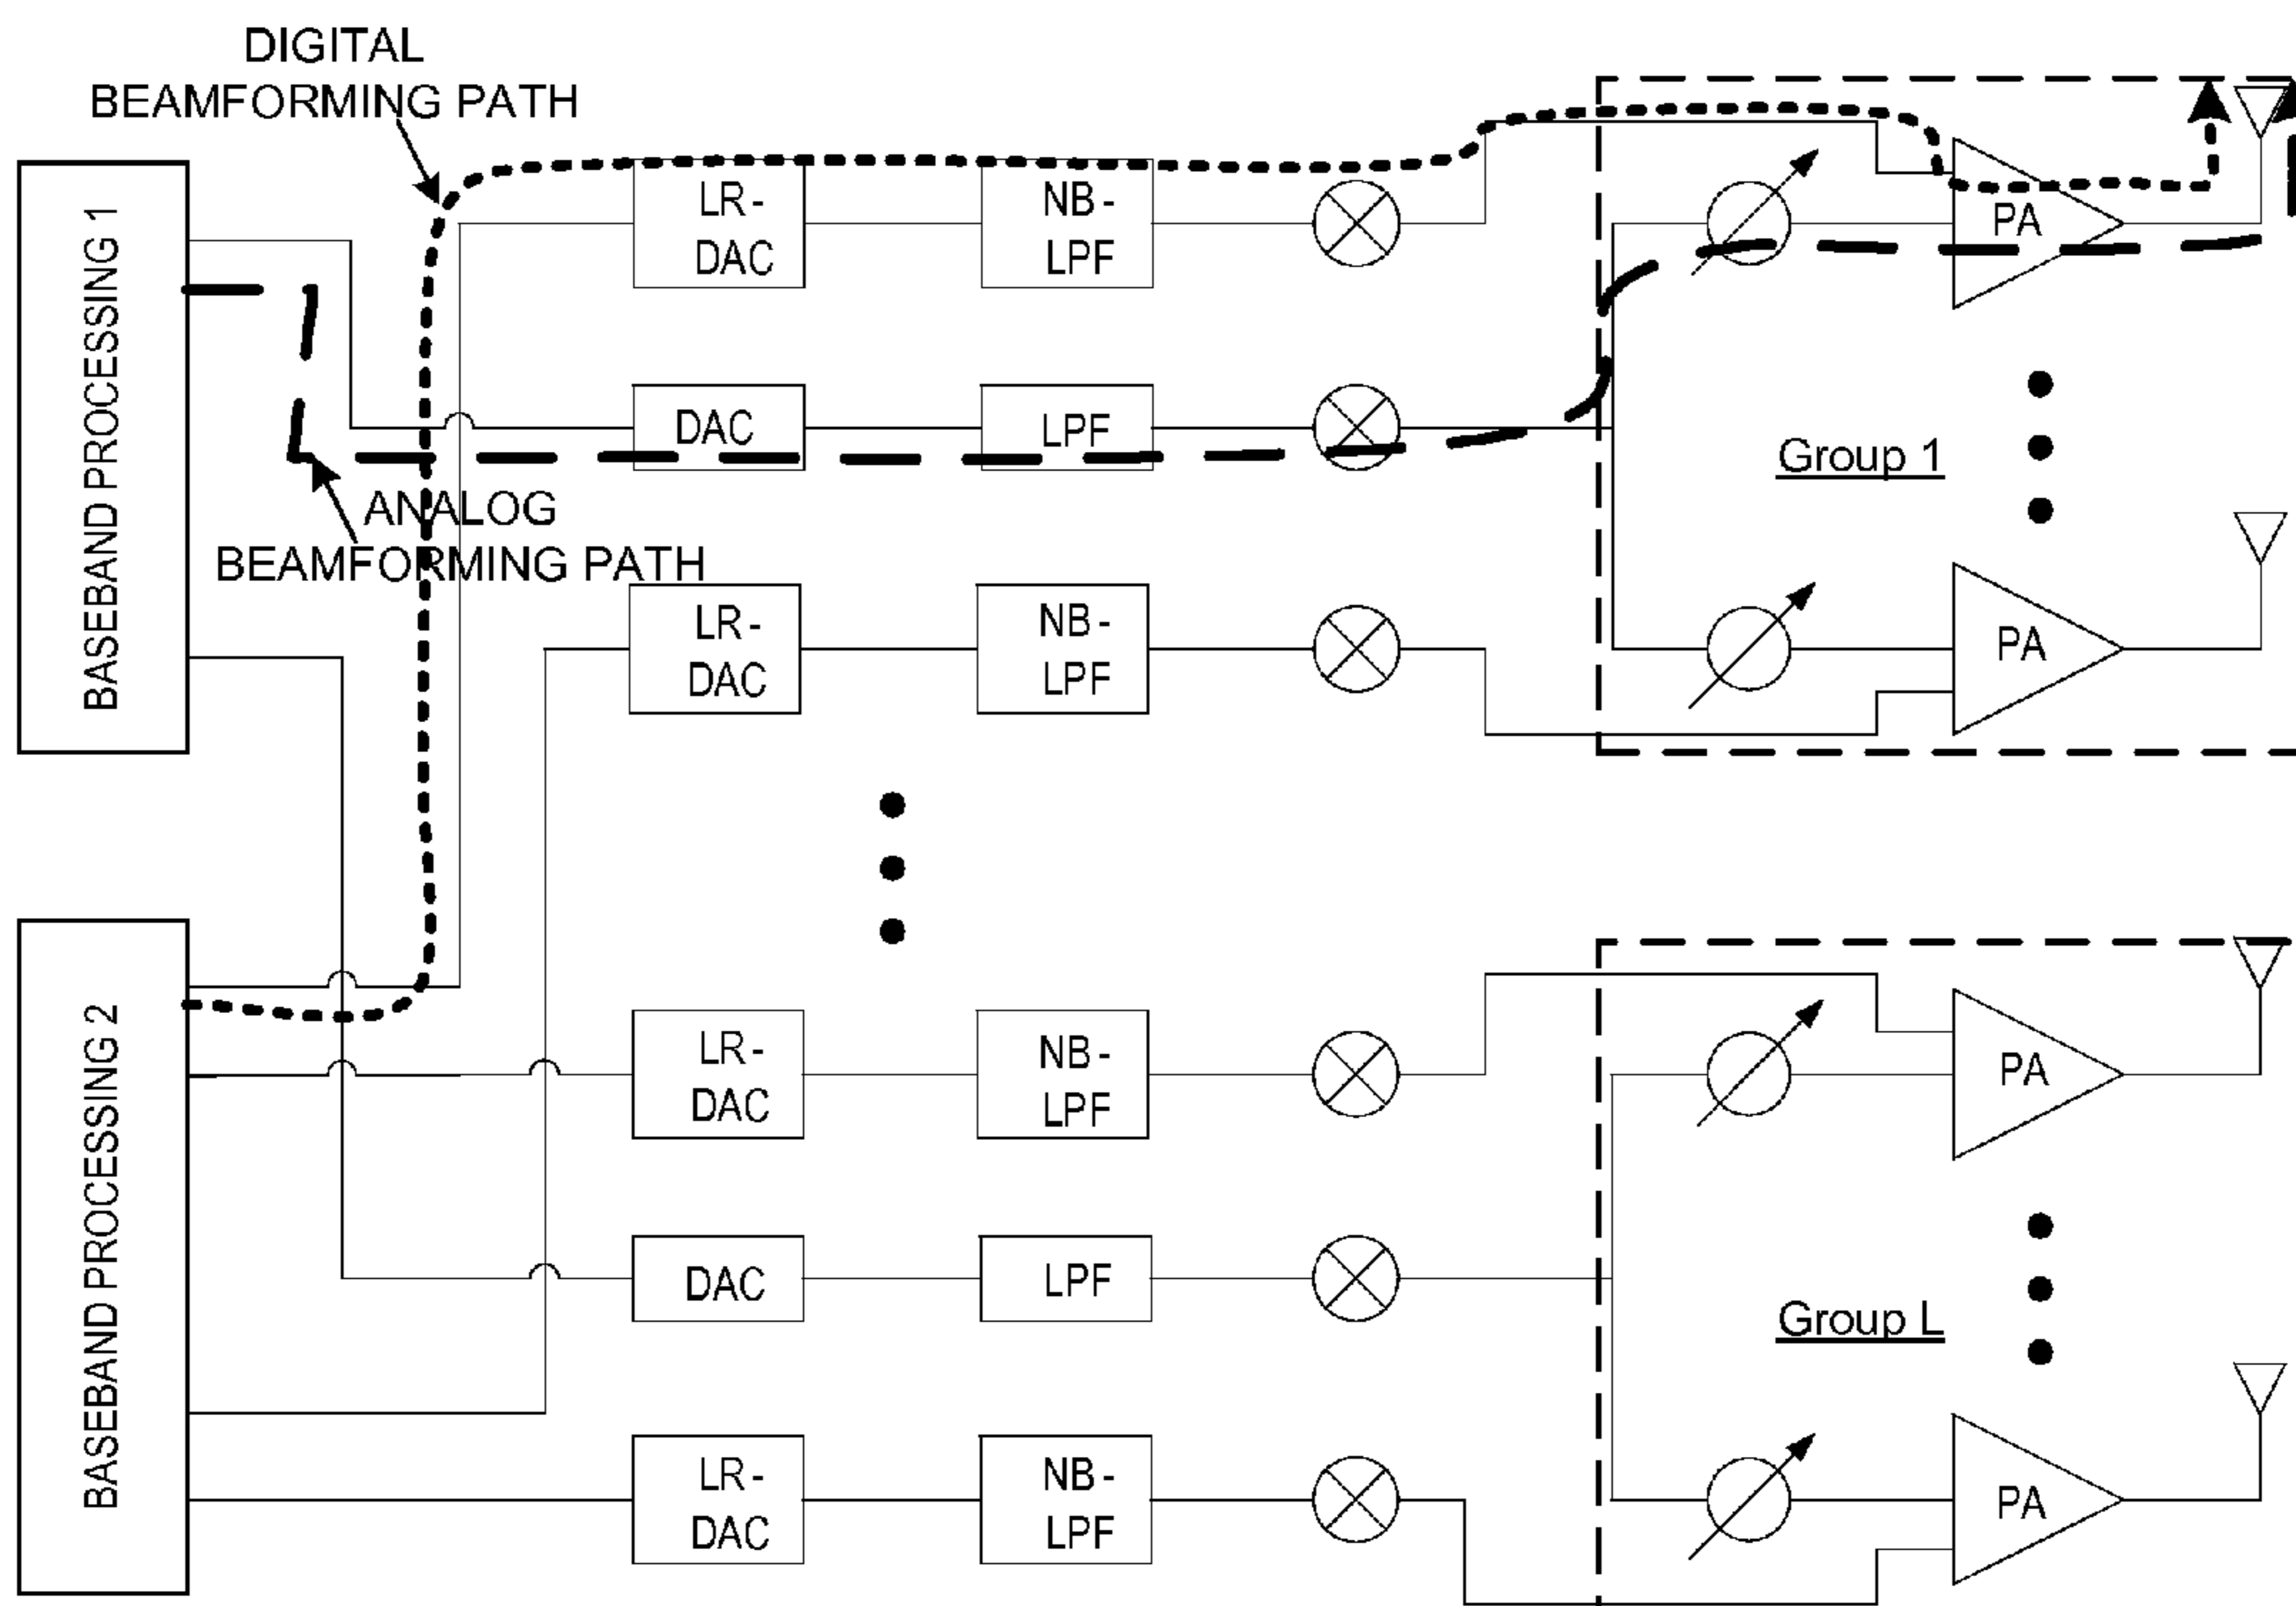 DIGITAL
BEAMFORMING PATH
BASEBAND PROCESSING 1
LR-
DAC
NB-
LPF
PA
DAC
LPF
Group 1
ANALOG
BEAMFORMING PATH
LR-
DAC
NB-
LPF
PA
BASEBAND PROCESSING 2
LR-
DAC
NB-
LPF
PA
DAC
LPF
Group L
LR-
DAC
NB-
LPF
PA